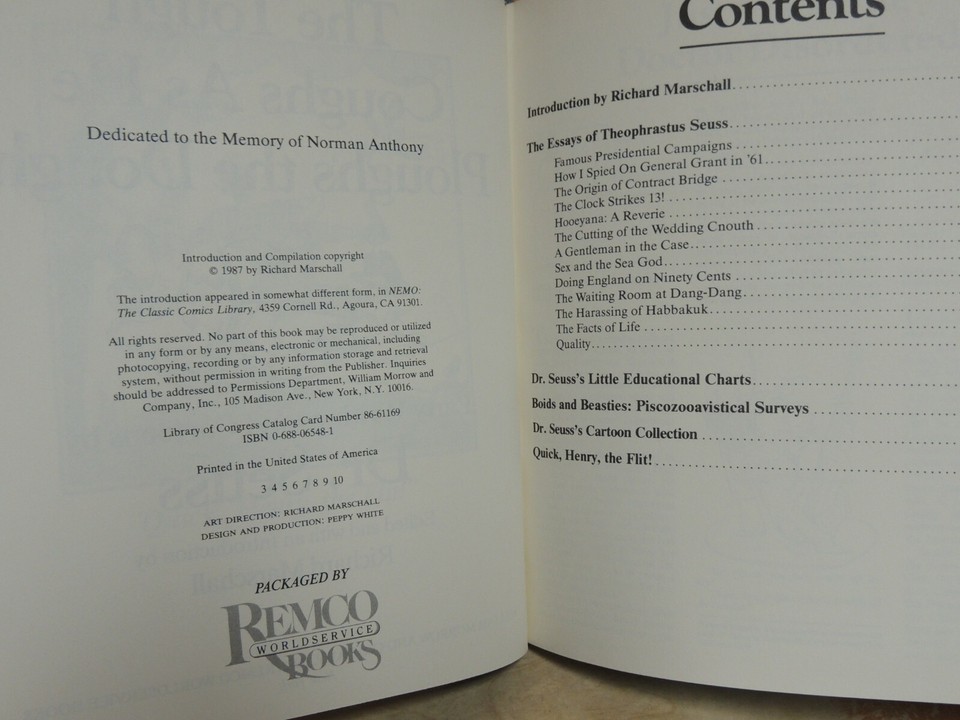 Dedicated to the Memory of Norman Anthony
Introduction and Compilation copyright
© 1987 by Richard Marschall
The introduction appeared in somewhat different form, in NEMO:
The Classic Comics Library, 4359 Cornell Rd., Agoura, CA 91301.
All rights reserved. No part of this book may be reproduced or utilized
in any form or by any means, electronic or mechanical, including
photocopying, recording or by any information storage and retrieval
system, without permission in writing from the Publisher. Inquiries
should be addressed to Permissions Department, William Morrow and
Company, Inc., 105 Madison Ave., New York, N.Y. 10016.
Library of Congress Catalog Card Number 86-61169
ISBN 0-688-06548-1
Printed in the United States of America
3 4 5 6 7 8 9 10
ART DIRECTION: RICHARD MARSCHALL
DESIGN AND PRODUCTION: PEPPY WHITE
PACKAGED BY
REMCO
WORLDSERVICE
BOOKS
Contents
Introduction by Richard Marschall
The Essays of Theophrastus Seuss
Famous Presidential Campaigns
How I Spied On General Grant in '61
The Origin of Contract Bridge
The Clock Strikes 13!
Hooeyana: A Reverie
The Cutting of the Wedding Cnouth
A Gentleman in the Case
Sex and the Sea God
Doing England on Ninety Cents
The Waiting Room at Dang-Dang
The Harassing of Habbakuk
The Facts of Life
Quality
Dr. Seuss's Little Educational Charts
Boids and Beasties: Piscozooavistical Surveys
Dr. Seuss's Cartoon Collection
Quick, Henry, the Flit!